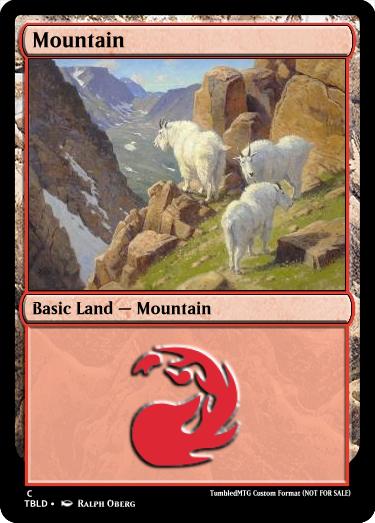 Mountain
Basic Land — Mountain
C
TBLD • Ralph Oberg
TumbledMTG Custom Format (NOT FOR SALE)